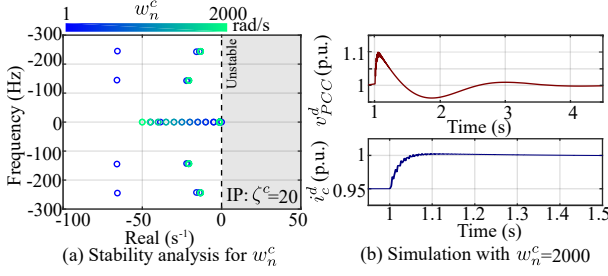 1 w_n^c 2000 rad/s
-300
-200
-100
0
100
200
300
Frequency (Hz)
Unstable
IP: ζ^c=20
-100 -50 0 50
Real (s⁻¹)
(a) Stability analysis for w_n^c
1.1
1
v_PCC^d (p.u.)
1 2 3 4
Time (s)
1
0.95
i_c^d (p.u.)
1 1.1 1.2 1.3 1.4 1.5
Time (s)
(b) Simulation with w_n^c=2000